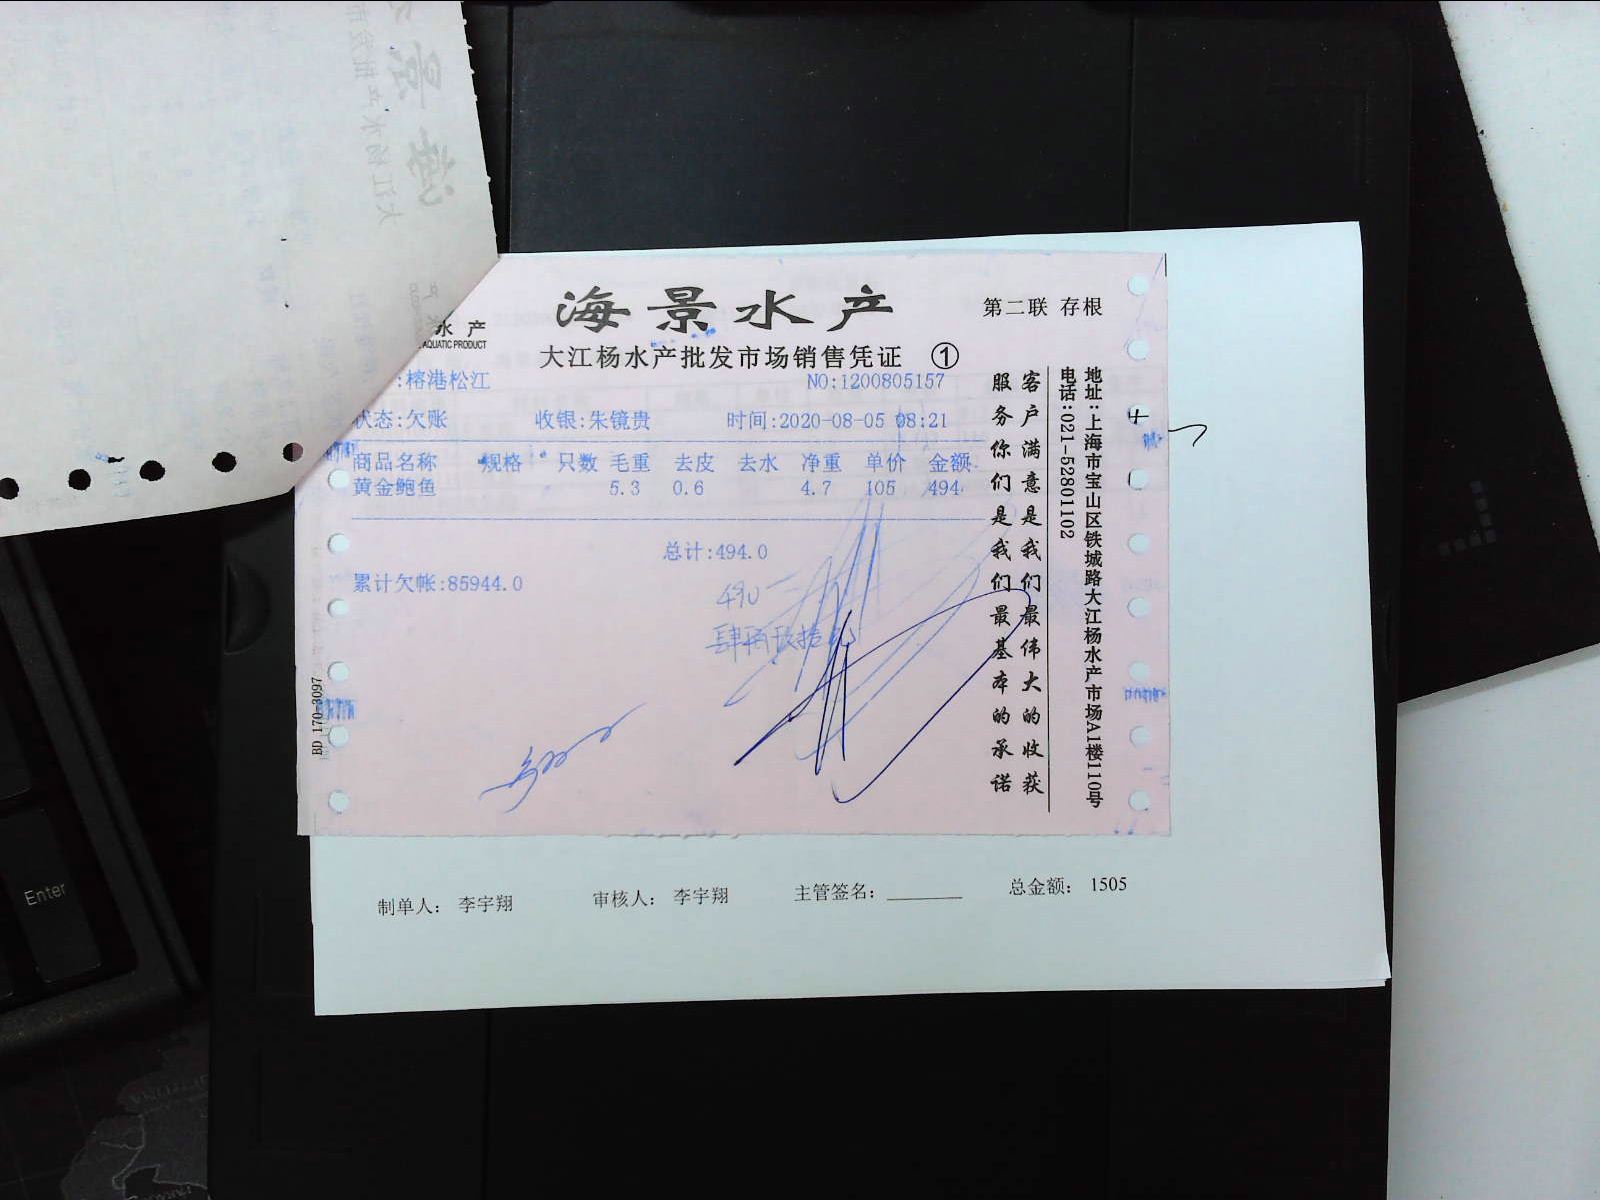 海景水产
第二联 存根
水产
AQUATIC PRODUCT
大江杨水产批发市场销售凭证 ①
:榕港松江 NO:1200805157
状态:欠账 收银:朱镜贵 时间:2020-08-05 08:21
商品名称 规格 只数 毛重 去皮 去水 净重 单价 金额
黄金鲍鱼 5.3 0.6 4.7 105 494
总计:494.0
累计欠帐:85944.0
490
肆两玖拾
客户满意是我们最伟大的收获
服务你们是我们最基本的承诺
地址:上海市宝山区铁城路大江杨水产市场A1楼110号
电话:021-52801102
BD 170-3097
制单人: 李宇翔 审核人: 李宇翔 主管签名: 总金额: 1505
Enter